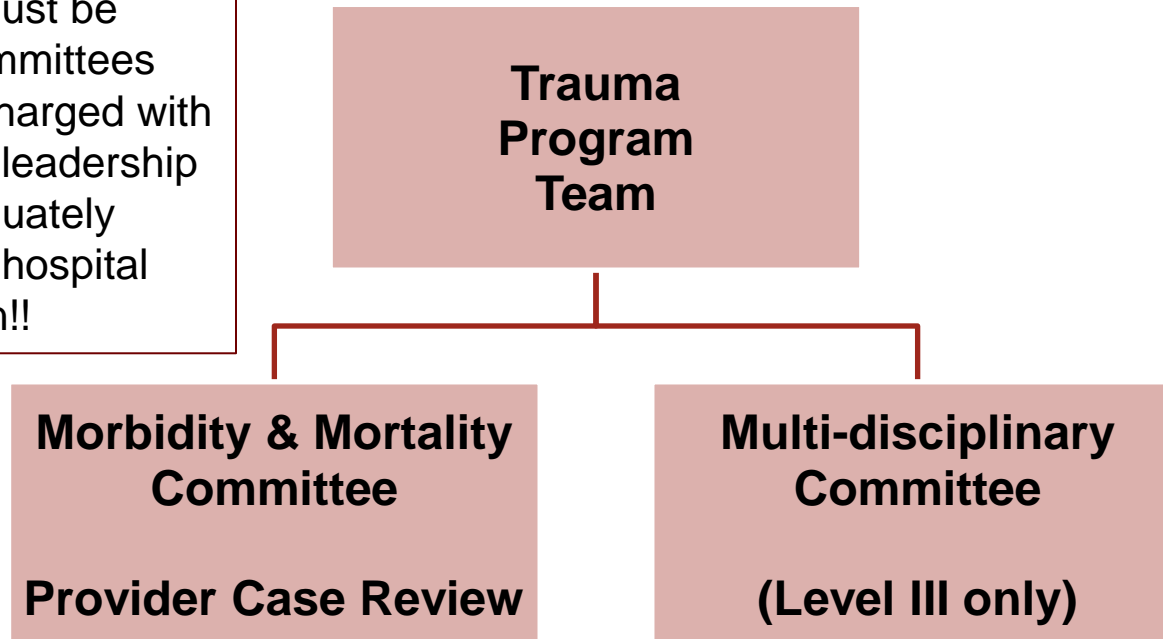 ust be
mmittees
harged with
leadership
uately
hospital
n!!
Trauma
Program
Team
Morbidity & Mortality
Committee
Provider Case Review
Multi-disciplinary
Committee
(Level III only)